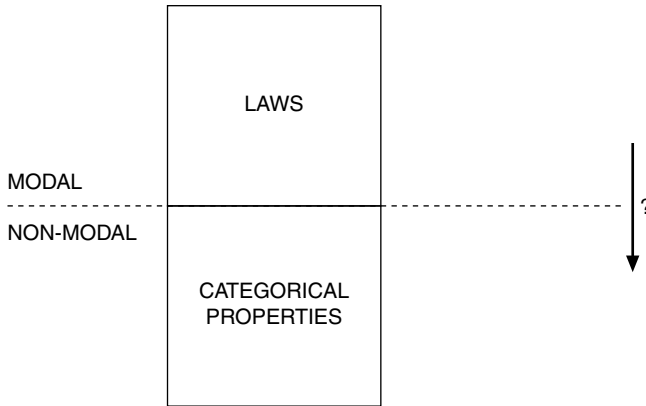 LAWS
MODAL
?
NON-MODAL
CATEGORICAL
PROPERTIES